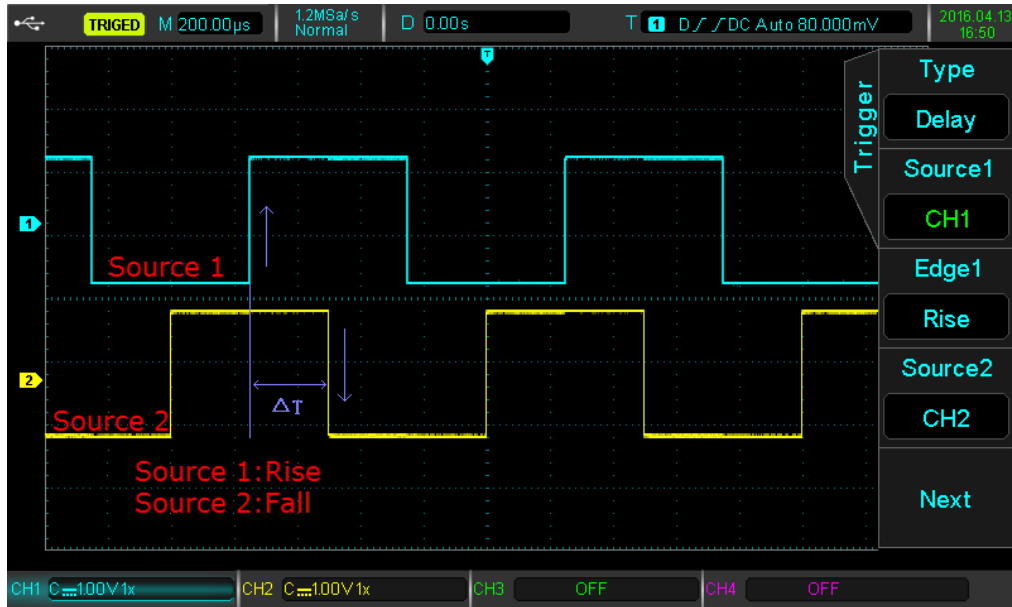 TRIGED M 200.00µs 1.2MSa/s D 0.00s T 1 D DC Auto 80.000mV 2016.04.13
Normal 16:50
T
Trigger
Type
Delay
Source1
CH1
Edge1
Rise
Source2
CH2
Next
1
Source 1
2
ΔT
Source 2
Source 1:Rise
Source 2:Fall
CH1 C 1.00V 1x CH2 C 1.00V 1x CH3 OFF CH4 OFF